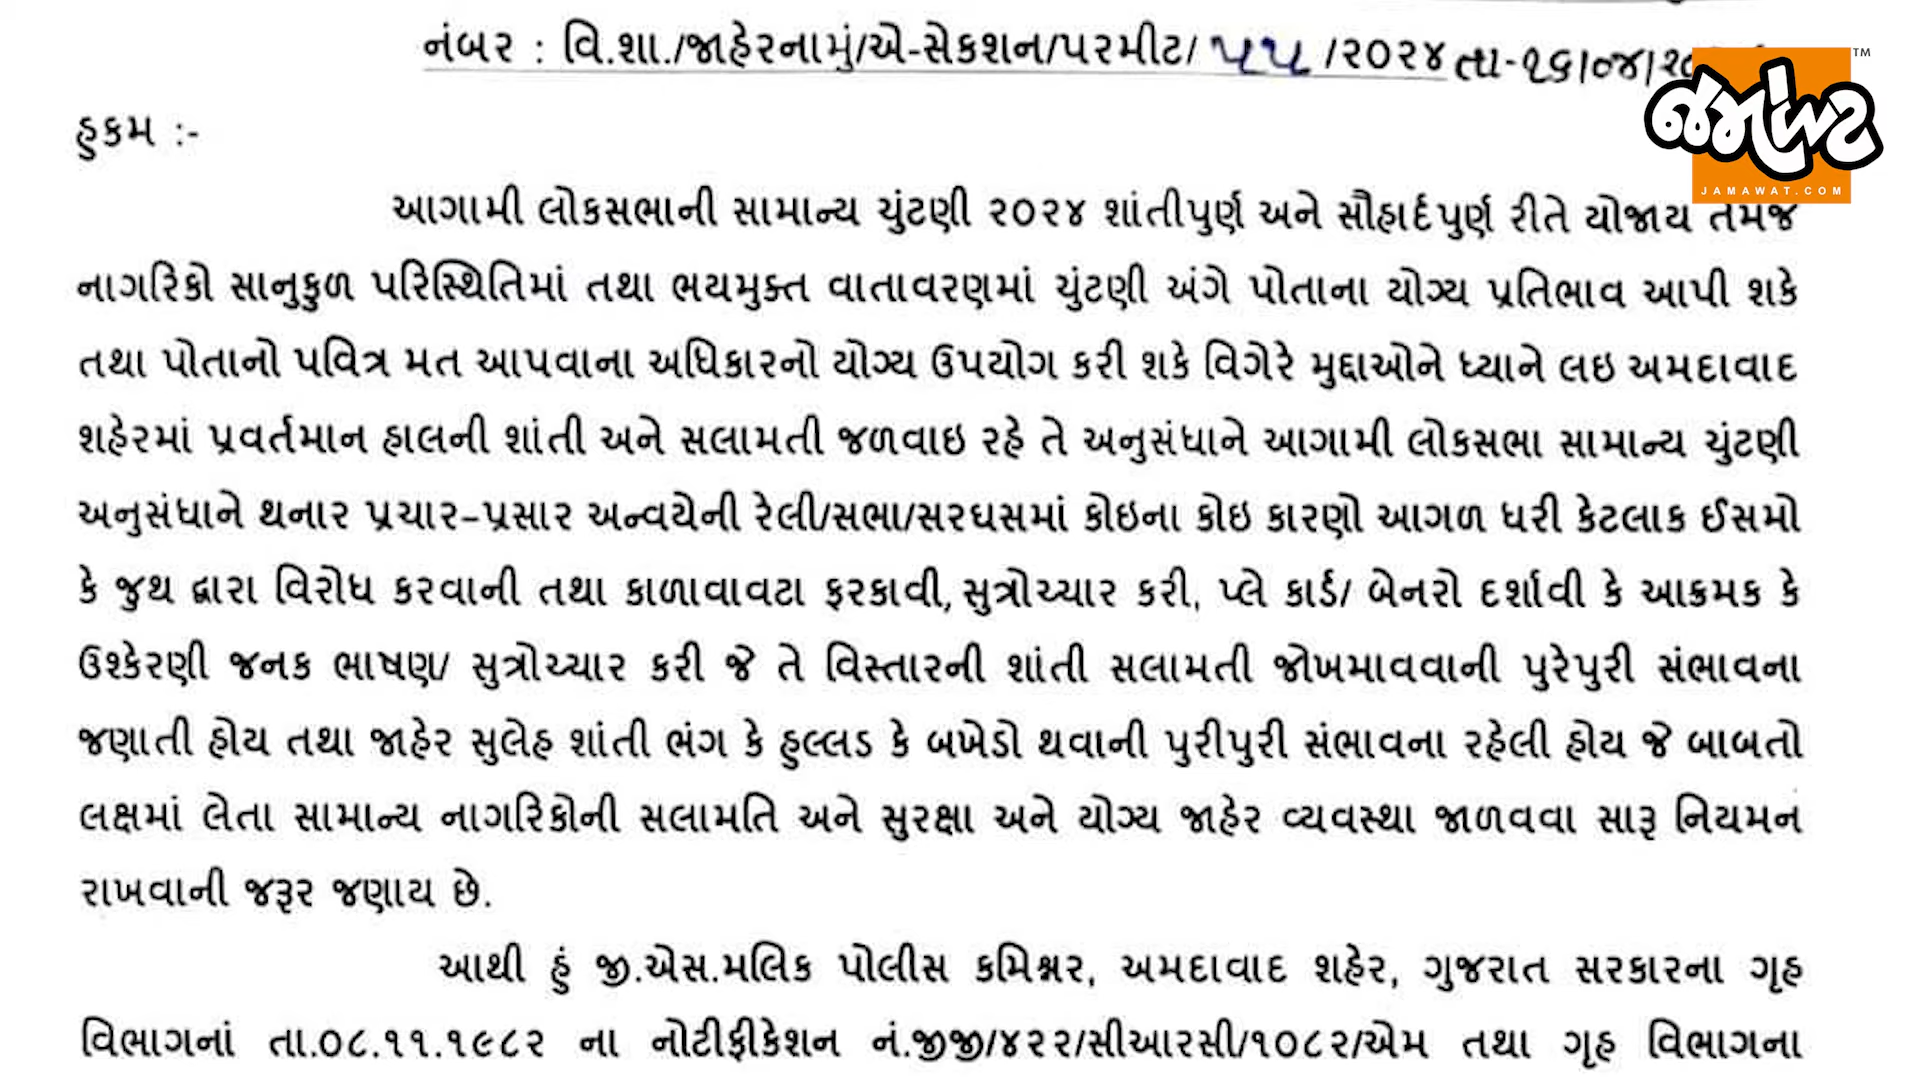 નંબર : વિ.શા./જાહેરનામું/એ-સેકશન/પરમીટ/ ૫૫ /૨૦૨૪ તા-૧૬/૦૪/
જમાવટ
TM
JAMAWAT.COM
હુકમ :-
આગામી લોકસભાની સામાન્ય ચુંટણી ૨૦૨૪ શાંતીપુર્ણ અને સૌહાર્દપુર્ણ રીતે યોજાય તેમજ
નાગરિકો સાનુકુળ પરિસ્થિતિમાં તથા ભયમુક્ત વાતાવરણમાં ચુંટણી અંગે પોતાના યોગ્ય પ્રતિભાવ આપી શકે
તથા પોતાનો પવિત્ર મત આપવાના અધિકારનો યોગ્ય ઉપયોગ કરી શકે વિગેરે મુદ્દાઓને ધ્યાને લઇ અમદાવાદ
શહેરમાં પ્રવર્તમાન હાલની શાંતી અને સલામતી જળવાઇ રહે તે અનુસંધાને આગામી લોકસભા સામાન્ય ચુંટણી
અનુસંધાને થનાર પ્રચાર-પ્રસાર અન્વયેની રેલી/સભા/સરઘસમાં કોઇના કોઇ કારણો આગળ ધરી કેટલાક ઈસમો
કે જુથ દ્વારા વિરોધ કરવાની તથા કાળાવાવટા ફરકાવી, સુત્રોચ્ચાર કરી, પ્લે કાર્ડ/ બેનરો દર્શાવી કે આક્રમક કે
ઉશ્કેરણી જનક ભાષણ/ સુત્રોચ્ચાર કરી જે તે વિસ્તારની શાંતી સલામતી જોખમાવવાની પુરેપુરી સંભાવના
જણાતી હોય તથા જાહેર સુલેહ શાંતી ભંગ કે હુલ્લડ કે બખેડો થવાની પુરીપુરી સંભાવના રહેલી હોય જે બાબતો
લક્ષમાં લેતા સામાન્ય નાગરિકોની સલામતિ અને સુરક્ષા અને યોગ્ય જાહેર વ્યવસ્થા જાળવવા સારૂ નિયમન
રાખવાની જરૂર જણાય છે.
આથી હું જી.એસ.મલિક પોલીસ કમિશ્નર, અમદાવાદ શહેર, ગુજરાત સરકારના ગૃહ
વિભાગનાં તા.૦૮.૧૧.૧૯૮૨ ના નોટીફીકેશન નં.જીજી/૪૨૨/સીઆરસી/૧૦૮૨/એમ તથા ગૃહ વિભાગના